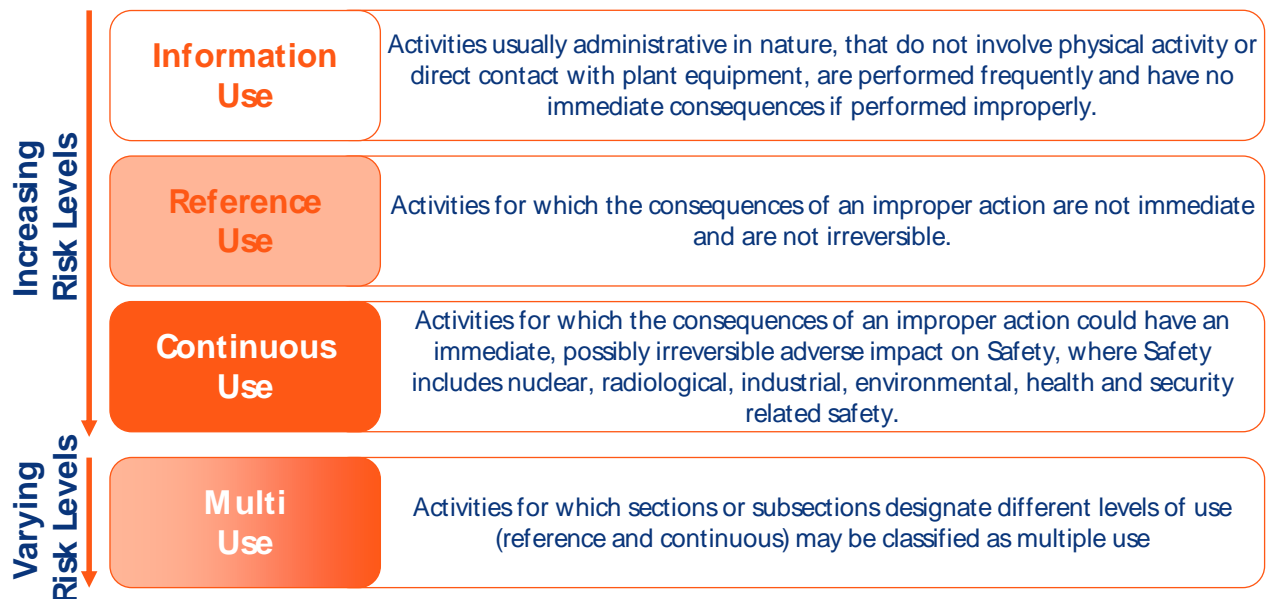 Increasing
Risk Levels
Information
Use
Activities usually administrative in nature, that do not involve physical activity or
direct contact with plant equipment, are performed frequently and have no
immediate consequences if performed improperly.
Reference
Use
Activities for which the consequences of an improper action are not immediate
and are not irreversible.
Continuous
Use
Activities for which the consequences of an improper action could have an
immediate, possibly irreversible adverse impact on Safety, where Safety
includes nuclear, radiological, industrial, environmental, health and security
related safety.
Varying
Risk Levels
Multi
Use
Activities for which sections or subsections designate different levels of use
(reference and continuous) may be classified as multiple use